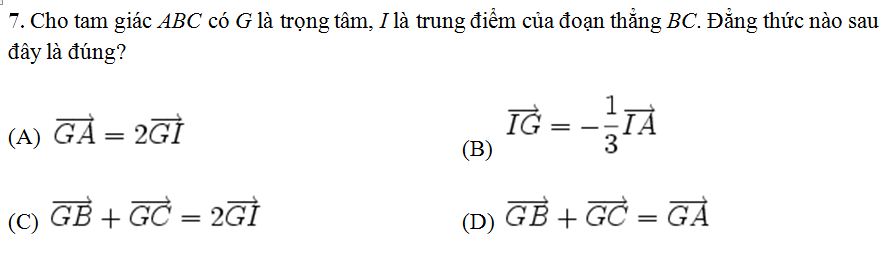 7. Cho tam giác ABC có G là trọng tâm, I là trung điểm của đoạn thẳng BC. Đẳng thức nào sau
đây là đúng?
(A) $\overrightarrow{GA} = 2\overrightarrow{GI}$
(B) $\overrightarrow{IG} = -\frac{1}{3}\overrightarrow{IA}$
(C) $\overrightarrow{GB} + \overrightarrow{GC} = 2\overrightarrow{GI}$
(D) $\overrightarrow{GB} + \overrightarrow{GC} = \overrightarrow{GA}$